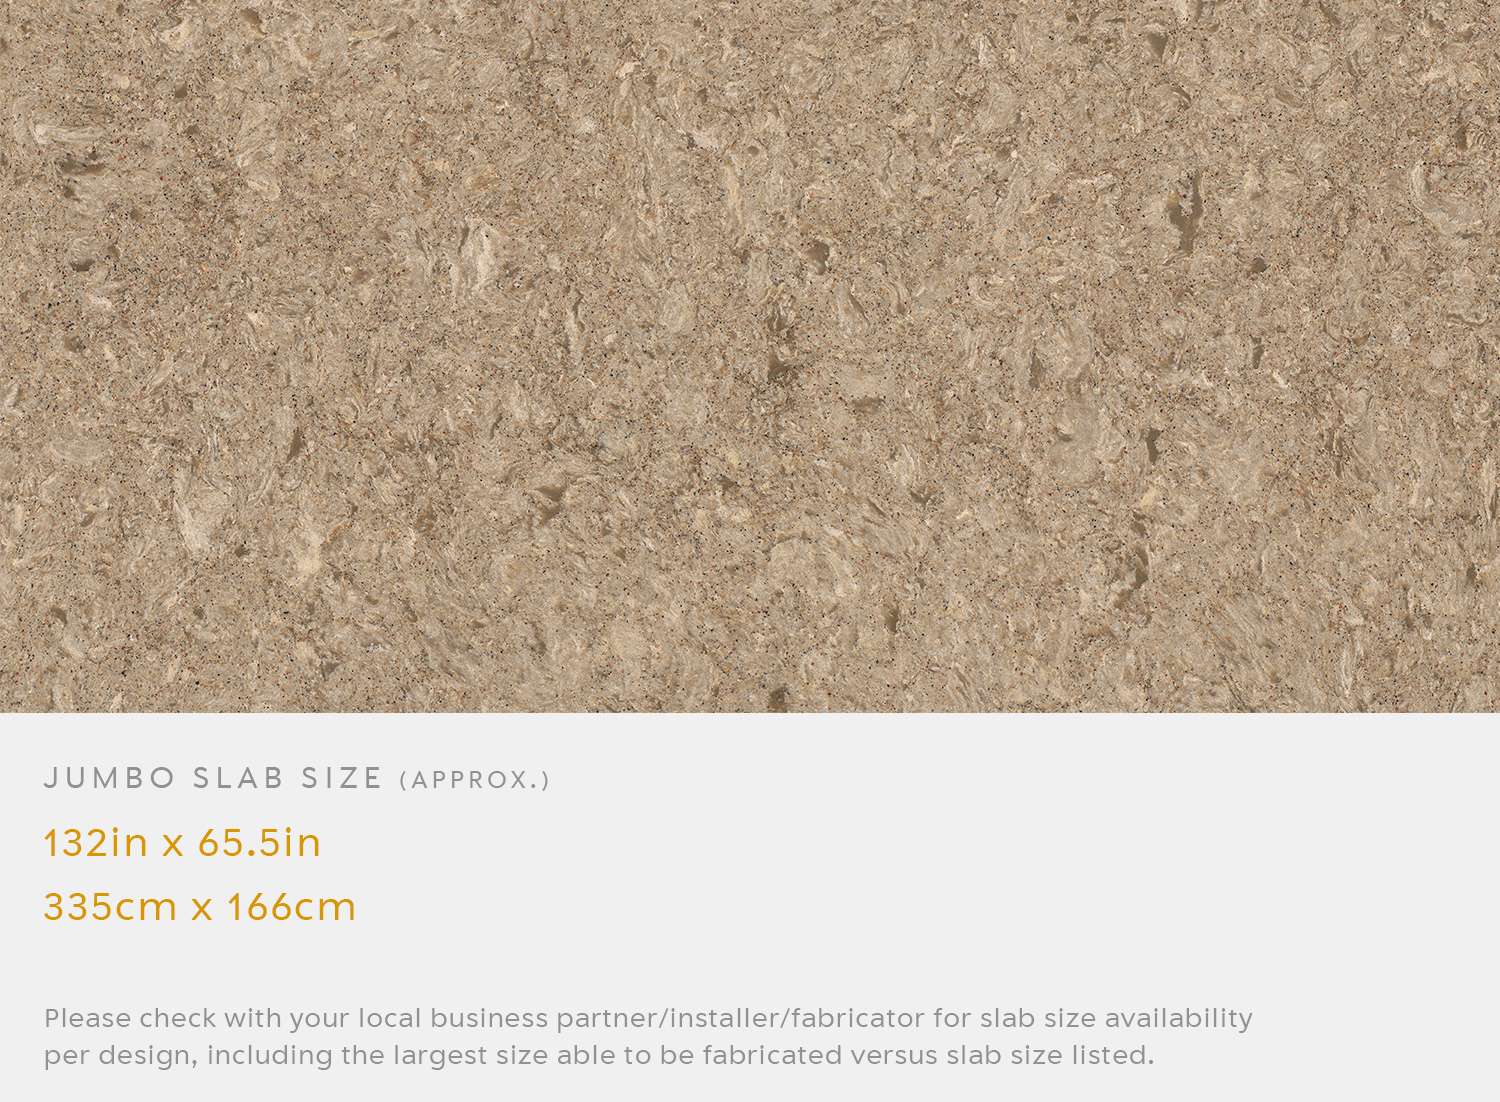 JUMBO SLAB SIZE (APPROX.)
132in x 65.5in
335cm x 166cm
Please check with your local business partner/installer/fabricator for slab size availability
per design, including the largest size able to be fabricated versus slab size listed.